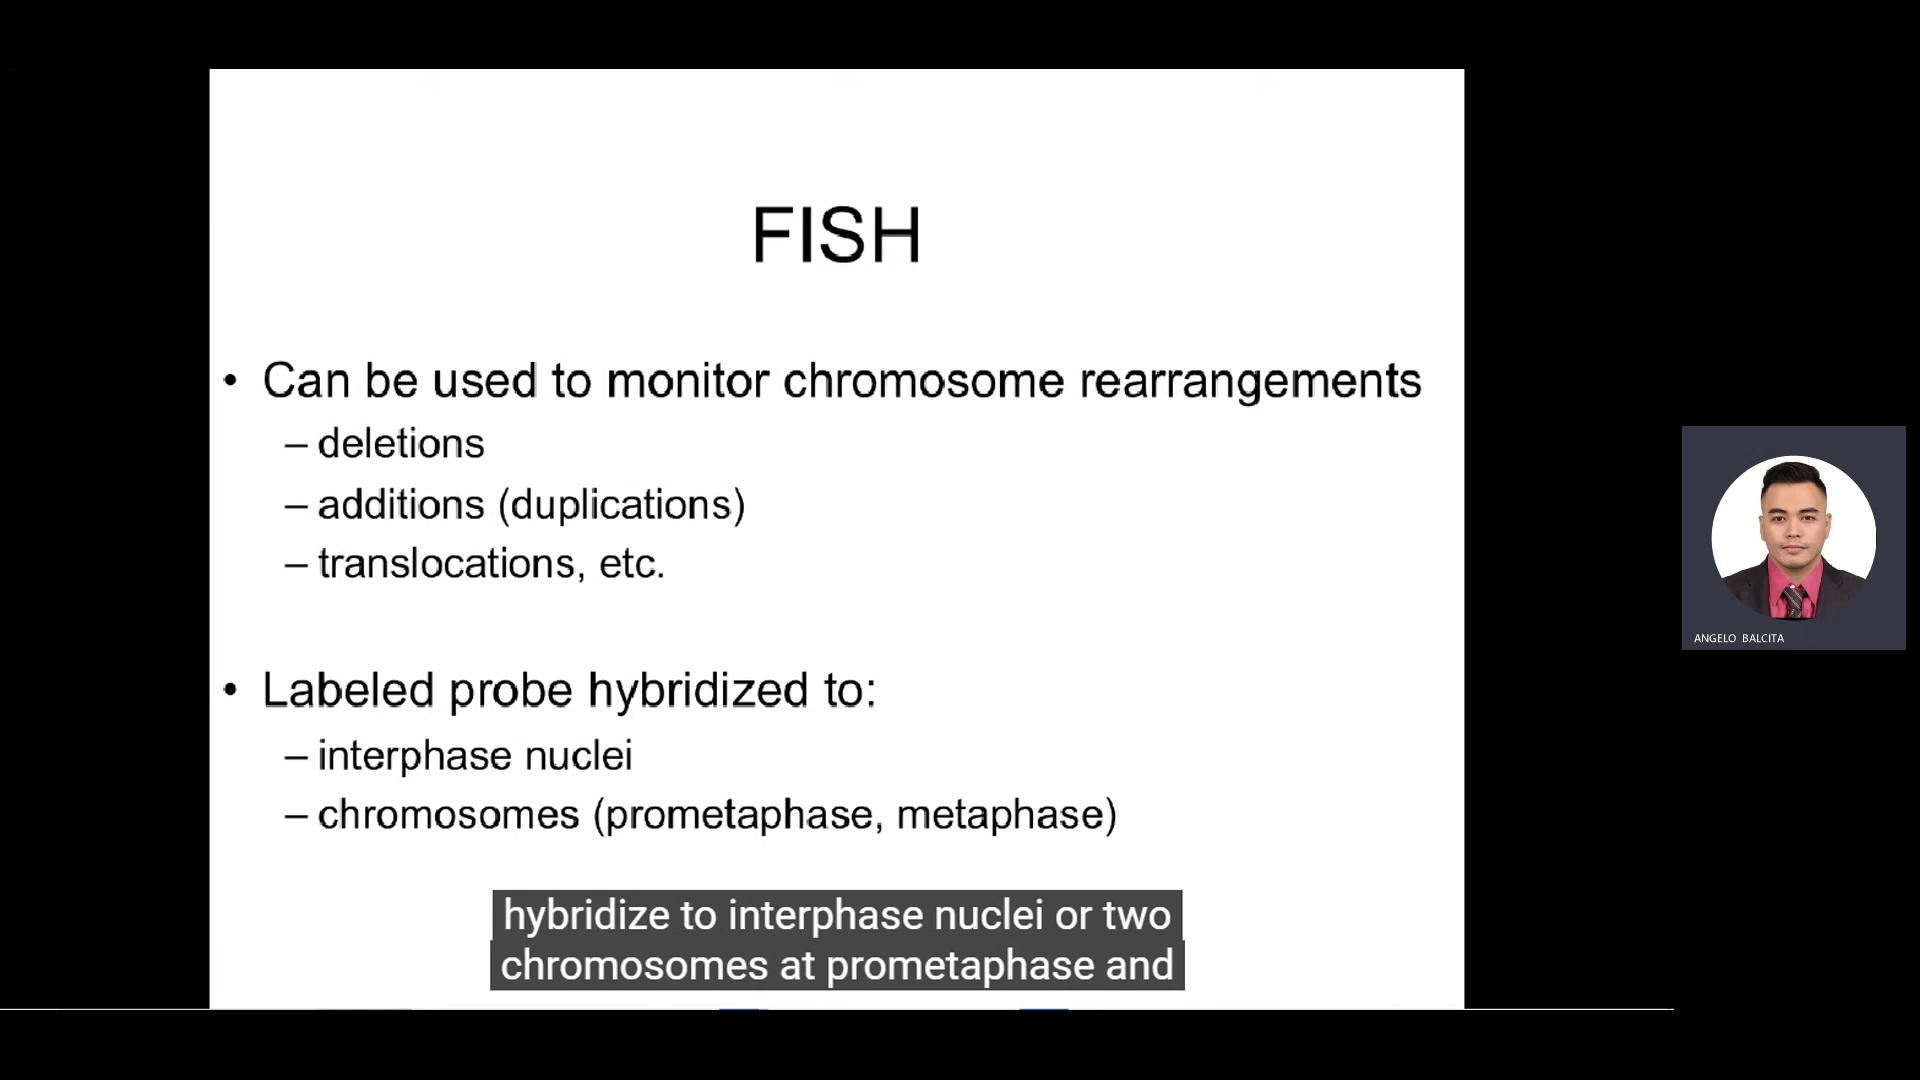 FISH
• Can be used to monitor chromosome rearrangements
– deletions
– additions (duplications)
– translocations, etc.
• Labeled probe hybridized to:
– interphase nuclei
– chromosomes (prometaphase, metaphase)
hybridize to interphase nuclei or two
chromosomes at prometaphase and
ANGELO BALCITA